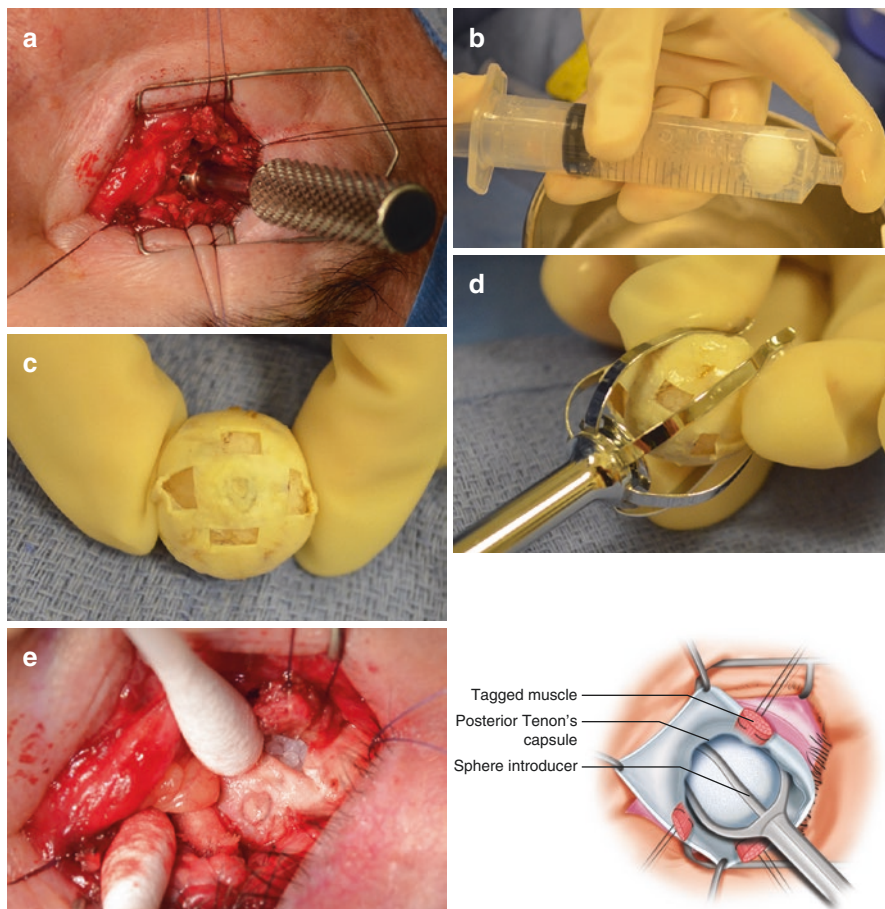 a
b
c
d
e
Tagged muscle
Posterior Tenon's
capsule
Sphere introducer